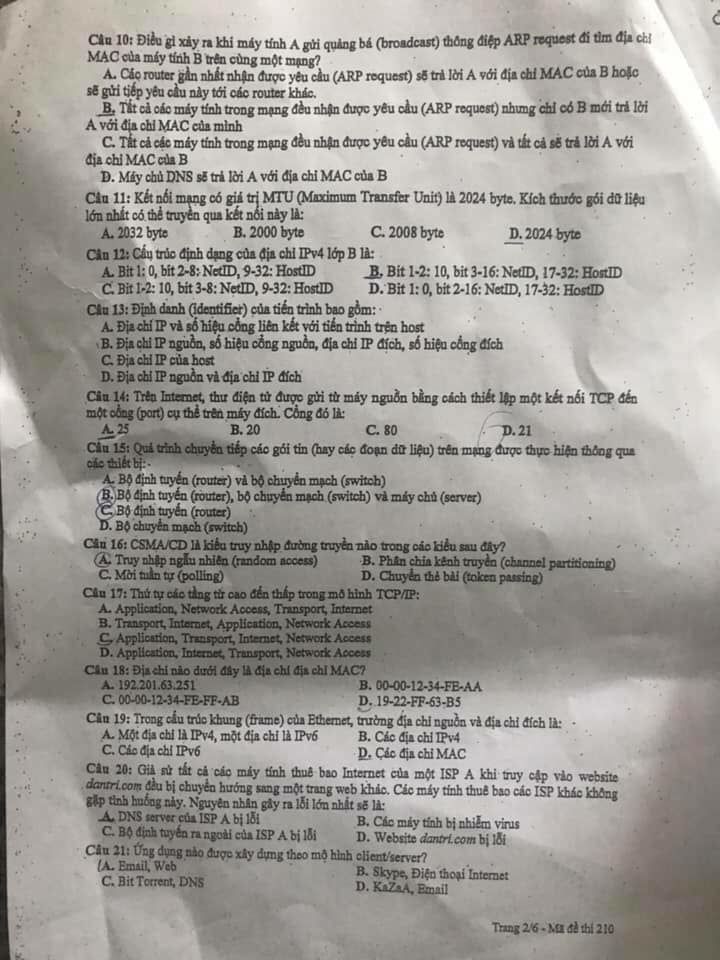 Câu 10: Điều gì xảy ra khi máy tính A gửi quảng bá (broadcast) thông điệp ARP request đi tìm địa chỉ
MAC của máy tính B trên cùng một mạng?
A. Các router gần nhất nhận được yêu cầu (ARP request) sẽ trả lời A với địa chỉ MAC của B hoặc
sẽ gửi tiếp yêu cầu này tới các router khác.
B. Tất cả các máy tính trong mạng đều nhận được yêu cầu (ARP request) nhưng chỉ có B mới trả lời
A với địa chỉ MAC của mình
C. Tất cả các máy tính trong mạng đều nhận được yêu cầu (ARP request) và tất cả sẽ trả lời A với
địa chỉ MAC của B
D. Máy chủ DNS sẽ trả lời A với địa chỉ MAC của B
Câu 11: Kết nối mạng có giá trị MTU (Maximum Transfer Unit) là 2024 byte. Kích thước gói dữ liệu
lớn nhất có thể truyền qua kết nối này là:
A. 2032 byte B. 2000 byte C. 2008 byte D. 2024 byte
Câu 12: Cấu trúc định dạng của địa chỉ IPv4 lớp B là:
A. Bit 1: 0, bit 2-8: NetID, 9-32: HostID B. Bit 1-2: 10, bit 3-16: NetID, 17-32: HostID
C. Bit 1-2: 10, bit 3-8: NetID, 9-32: HostID D. Bit 1: 0, bit 2-16: NetID, 17-32: HostID
Câu 13: Định danh (identifier) của tiến trình bao gồm:
A. Địa chỉ IP và số hiệu cổng liên kết với tiến trình trên host
B. Địa chỉ IP nguồn, số hiệu cổng nguồn, địa chỉ IP đích, số hiệu cổng đích
C. Địa chỉ IP của host
D. Địa chỉ IP nguồn và địa chỉ IP đích
Câu 14: Trên Internet, thư điện tử được gửi từ máy nguồn bằng cách thiết lập một kết nối TCP đến
một cổng (port) cụ thể trên máy đích. Cổng đó là:
A. 25 B. 20 C. 80 D. 21
Câu 15: Quá trình chuyển tiếp các gói tin (hay các đoạn dữ liệu) trên mạng được thực hiện thông qua
các thiết bị:
A. Bộ định tuyến (router) và bộ chuyển mạch (switch)
B. Bộ định tuyến (router), bộ chuyển mạch (switch) và máy chủ (server)
C. Bộ định tuyến (router)
D. Bộ chuyển mạch (switch)
Câu 16: CSMA/CD là kiểu truy nhập đường truyền nào trong các kiểu sau đây?
A. Truy nhập ngẫu nhiên (random access) B. Phân chia kênh truyền (channel partitioning)
C. Mời tuần tự (polling) D. Chuyển thẻ bài (token passing)
Câu 17: Thứ tự các tầng từ cao đến thấp trong mô hình TCP/IP:
A. Application, Network Access, Transport, Internet
B. Transport, Internet, Application, Network Access
C. Application, Transport, Internet, Network Access
D. Application, Internet, Transport, Network Access
Câu 18: Địa chỉ nào dưới đây là địa chỉ địa chỉ MAC?
A. 192.201.63.251 B. 00-00-12-34-FE-AA
C. 00-00-12-34-FE-FF-AB D. 19-22-FF-63-B5
Câu 19: Trong cấu trúc khung (frame) của Ethernet, trường địa chỉ nguồn và địa chỉ đích là:
A. Một địa chỉ là IPv4, một địa chỉ là IPv6 B. Các địa chỉ IPv4
C. Các địa chỉ IPv6 D. Các địa chỉ MAC
Câu 20: Giả sử tất cả các máy tính thuê bao Internet của một ISP A khi truy cập vào website
dantri.com đều bị chuyển hướng sang một trang web khác. Các máy tính thuê bao các ISP khác không
gặp tình huống này. Nguyên nhân gây ra lỗi lớn nhất sẽ là:
A. DNS server của ISP A bị lỗi B. Các máy tính bị nhiễm virus
C. Bộ định tuyến ra ngoài của ISP A bị lỗi D. Website dantri.com bị lỗi
Câu 21: Ứng dụng nào được xây dựng theo mô hình client/server?
A. Email, Web B. Skype, Điện thoại Internet
C. Bit Torrent, DNS D. KaZaA, Email
Trang 2/6 - Mã đề thi 210